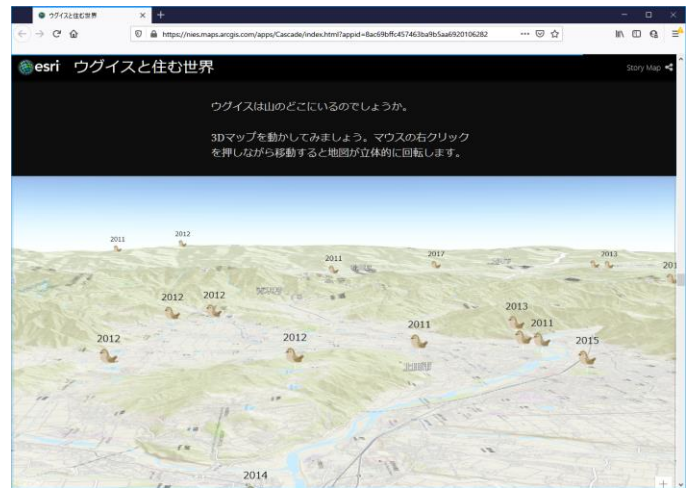 ウグイスと住む世界
https://nies.maps.arcgis.com/apps/Cascade/index.html?appid=8ac69bffc457463ba9b5aa6920106282
esri ウグイスと住む世界
Story Map
ウグイスは山のどこにいるのでしょうか。
3Dマップを動かしてみましょう。マウスの右クリック
を押しながら移動すると地図が立体的に回転します。
2011
2012
2011
2017
2013
201
2012
2012
2013
2011
2011
2012
2012
2015
2014